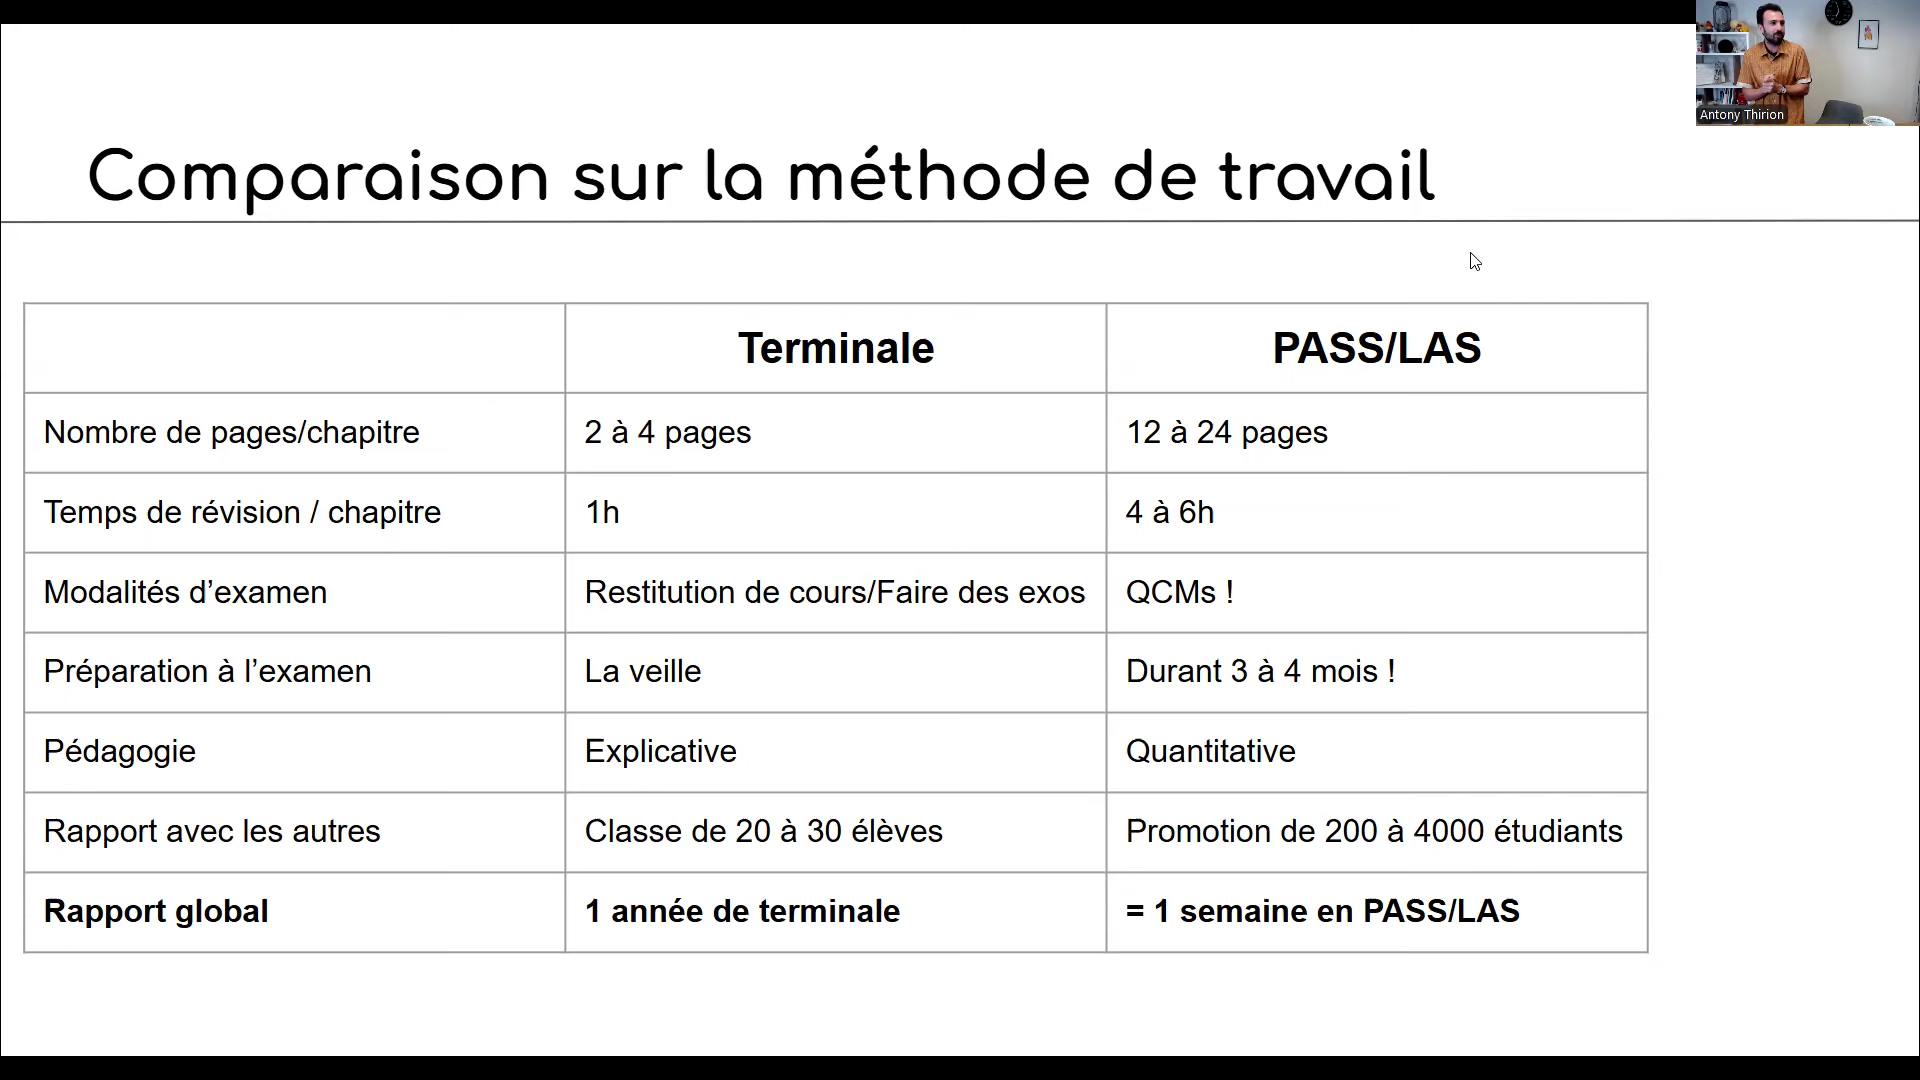 Antony Thirion
Comparaison sur la méthode de travail
Terminale PASS/LAS
Nombre de pages/chapitre 2 à 4 pages 12 à 24 pages
Temps de révision / chapitre 1h 4 à 6h
Modalités d’examen Restitution de cours/Faire des exos QCMs !
Préparation à l’examen La veille Durant 3 à 4 mois !
Pédagogie Explicative Quantitative
Rapport avec les autres Classe de 20 à 30 élèves Promotion de 200 à 4000 étudiants
Rapport global 1 année de terminale = 1 semaine en PASS/LAS